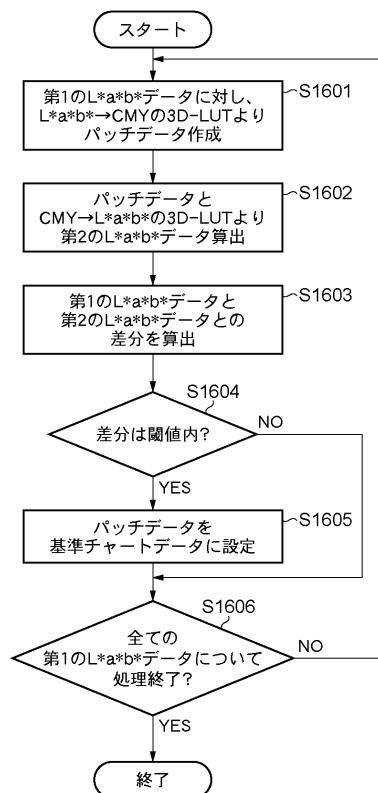 スタート
第1のL*a*b*データに対し、
L*a*b*→CMYの3D-LUTより
パッチデータ作成
S1601
パッチデータと
CMY→L*a*b*の3D-LUTより
第2のL*a*b*データ算出
S1602
第1のL*a*b*データと
第2のL*a*b*データとの
差分を算出
S1603
S1604
差分は閾値内?
NO
YES
パッチデータを
基準チャートデータに設定
S1605
S1606
全ての
第1のL*a*b*データについて
処理終了?
NO
YES
終了